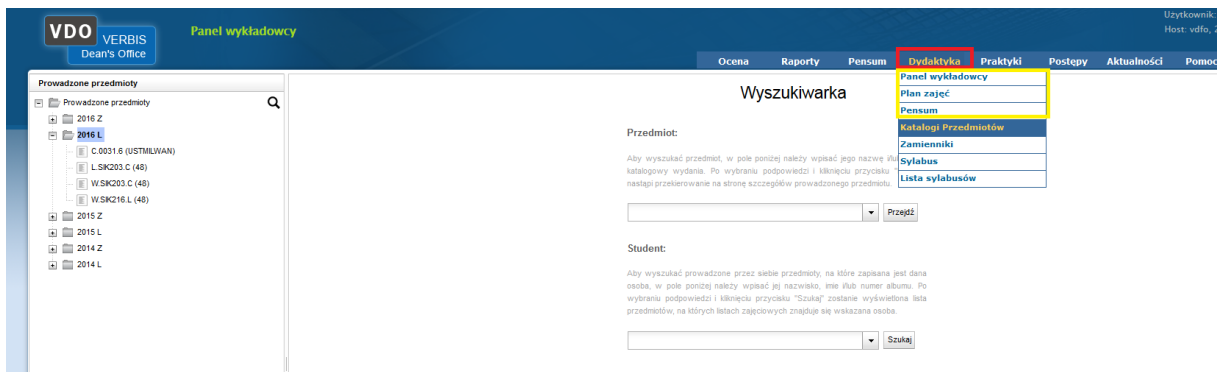 VDO VERBIS
Dean's Office
Panel wykładowcy
Użytkownik:
Host: vdfo, 2
Ocena Raporty Pensum Dydaktyka Praktyki Postępy Aktualności Pomoc
Panel wykładowcy
Plan zajęć
Pensum
Katalogi Przedmiotów
Zamienniki
Sylabus
Lista sylabusów
Prowadzone przedmioty
Prowadzone przedmioty
2016 Z
2016 L
C.0031.6 (USTMILWAN)
L.SIK203.C (48)
W.SIK203.C (48)
W.SIK216.L (48)
2015 Z
2015 L
2014 Z
2014 L
Wyszukiwarka
Przedmiot:
Aby wyszukać przedmiot, w polu poniżej należy wpisać jego nazwę i/lub
katalogowy wydania. Po wybraniu podpowiedzi i kliknięciu przycisku "
nastąpi przekierowanie na stronę szczegółów prowadzonego przedmiotu.
Przejdź
Student:
Aby wyszukać prowadzone przez siebie przedmioty, na które zapisana jest dana
osoba, w pole poniżej należy wpisać jej nazwisko, imie i/lub numer albumu. Po
wybraniu podpowiedzi i kliknięciu przycisku "Szukaj" zostanie wyświetlona lista
przedmiotów, na których listach zajęciowych znajduje się wskazana osoba.
Szukaj